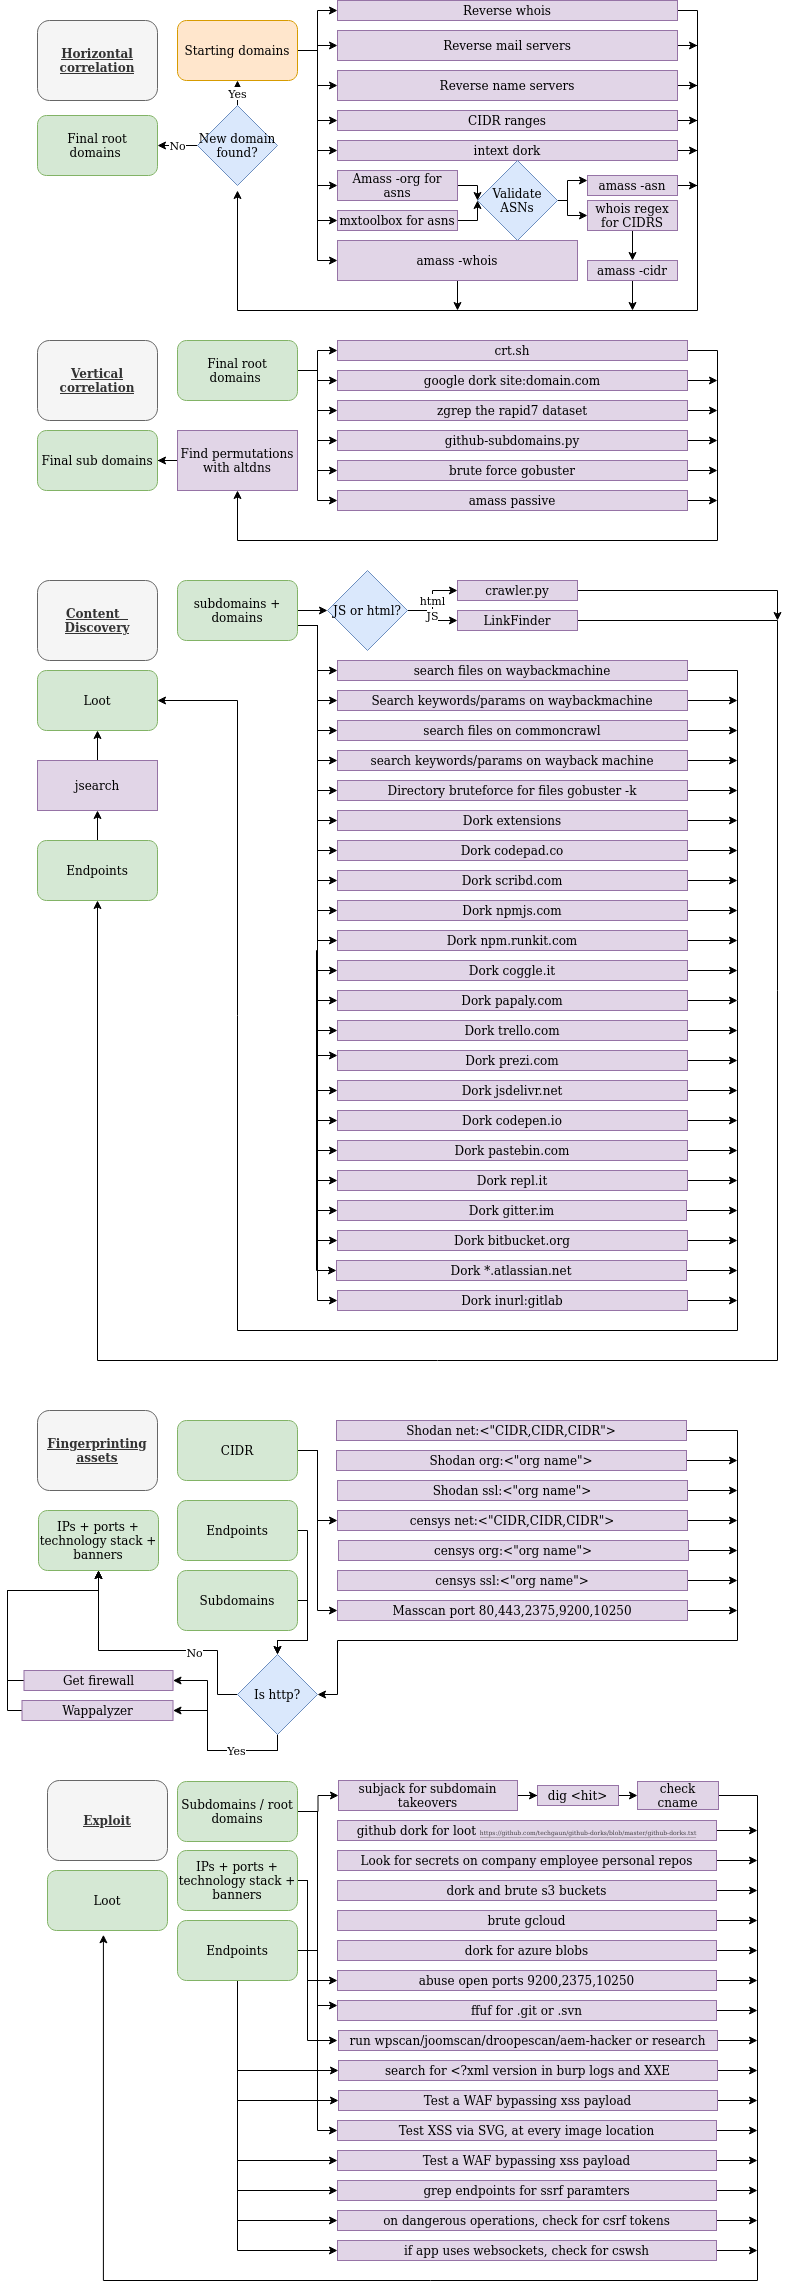 Horizontal
correlation
Starting domains
Reverse whois
Reverse mail servers
Reverse name servers
CIDR ranges
intext dork
Yes
New domain
found?
No
Final root
domains
Amass -org for
asns
mxtoolbox for asns
Validate
ASNs
amass -asn
whois regex
for CIDRS
amass -whois
amass -cidr
Vertical
correlation
Final root
domains
crt.sh
google dork site:domain.com
zgrep the rapid7 dataset
github-subdomains.py
brute force gobuster
amass passive
Final sub domains
Find permutations
with altdns
Content
Discovery
subdomains +
domains
JS or html?
html
JS
crawler.py
LinkFinder
Loot
jsearch
Endpoints
search files on waybackmachine
Search keywords/params on waybackmachine
search files on commoncrawl
search keywords/params on wayback machine
Directory bruteforce for files gobuster -k
Dork extensions
Dork codepad.co
Dork scribd.com
Dork npmjs.com
Dork npm.runkit.com
Dork coggle.it
Dork papaly.com
Dork trello.com
Dork prezi.com
Dork jsdelivr.net
Dork codepen.io
Dork pastebin.com
Dork repl.it
Dork gitter.im
Dork bitbucket.org
Dork *.atlassian.net
Dork inurl:gitlab
Fingerprinting
assets
CIDR
Endpoints
Subdomains
IPs + ports +
technology stack +
banners
Shodan net:<"CIDR,CIDR,CIDR">
Shodan org:<"org name">
Shodan ssl:<"org name">
censys net:<"CIDR,CIDR,CIDR">
censys org:<"org name">
censys ssl:<"org name">
Masscan port 80,443,2375,9200,10250
No
Get firewall
Wappalyzer
Is http?
Yes
Exploit
Loot
Subdomains / root
domains
IPs + ports +
technology stack +
banners
Endpoints
subjack for subdomain
takeovers
dig <hit>
check
cname
github dork for loot https://github.com/techgaun/github-dorks/blob/master/github-dorks.txt
Look for secrets on company employee personal repos
dork and brute s3 buckets
brute gcloud
dork for azure blobs
abuse open ports 9200,2375,10250
ffuf for .git or .svn
run wpscan/joomscan/droopescan/aem-hacker or research
search for <?xml version in burp logs and XXE
Test a WAF bypassing xss payload
Test XSS via SVG, at every image location
Test a WAF bypassing xss payload
grep endpoints for ssrf paramters
on dangerous operations, check for csrf tokens
if app uses websockets, check for cswsh